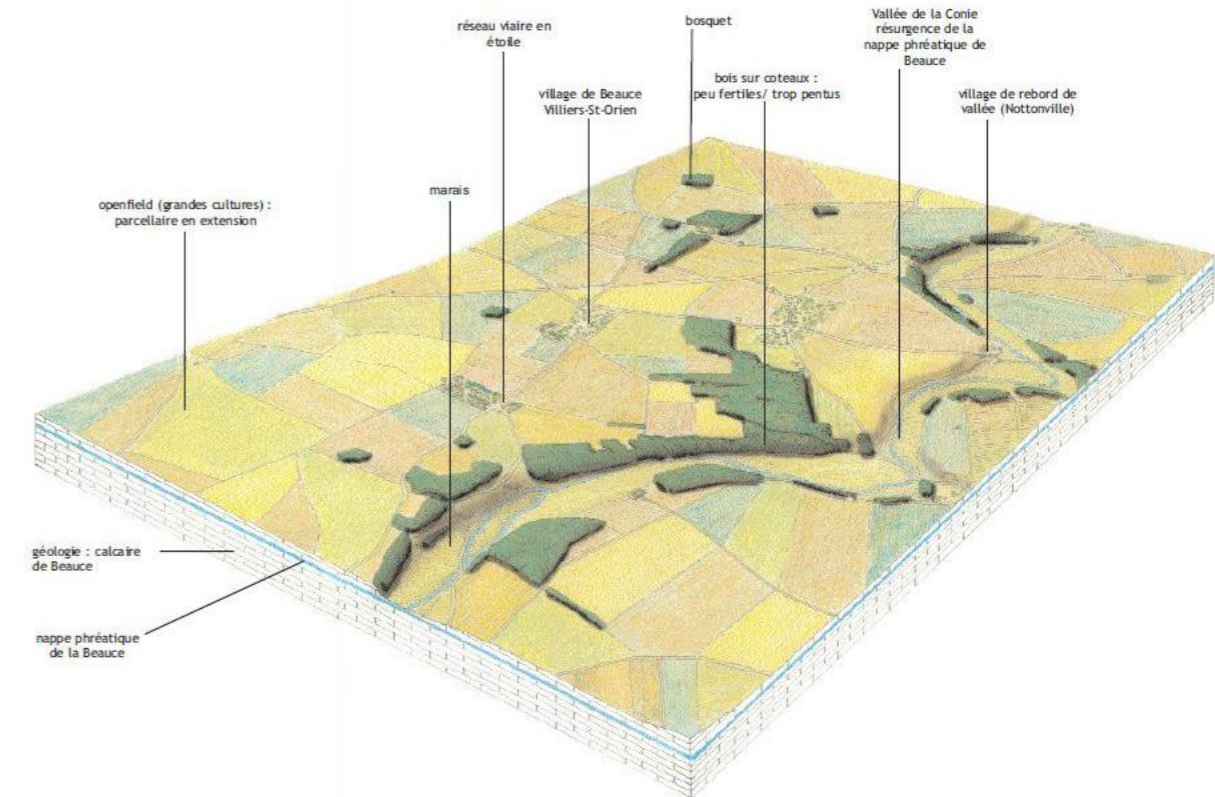 Vallée de la Conie
résurgence de la
nappe phréatique de
Beauce
réseau viaire en
étoile
bosquet
bois sur coteaux :
peu fertiles/ trop pentus
village de Beauce
Villiers-St-Orien
village de rebord de
vallée (Nottonville)
marais
openfield (grandes cultures) :
parcellaire en extension
géologie : calcaire
de Beauce
nappe phréatique
de la Beauce